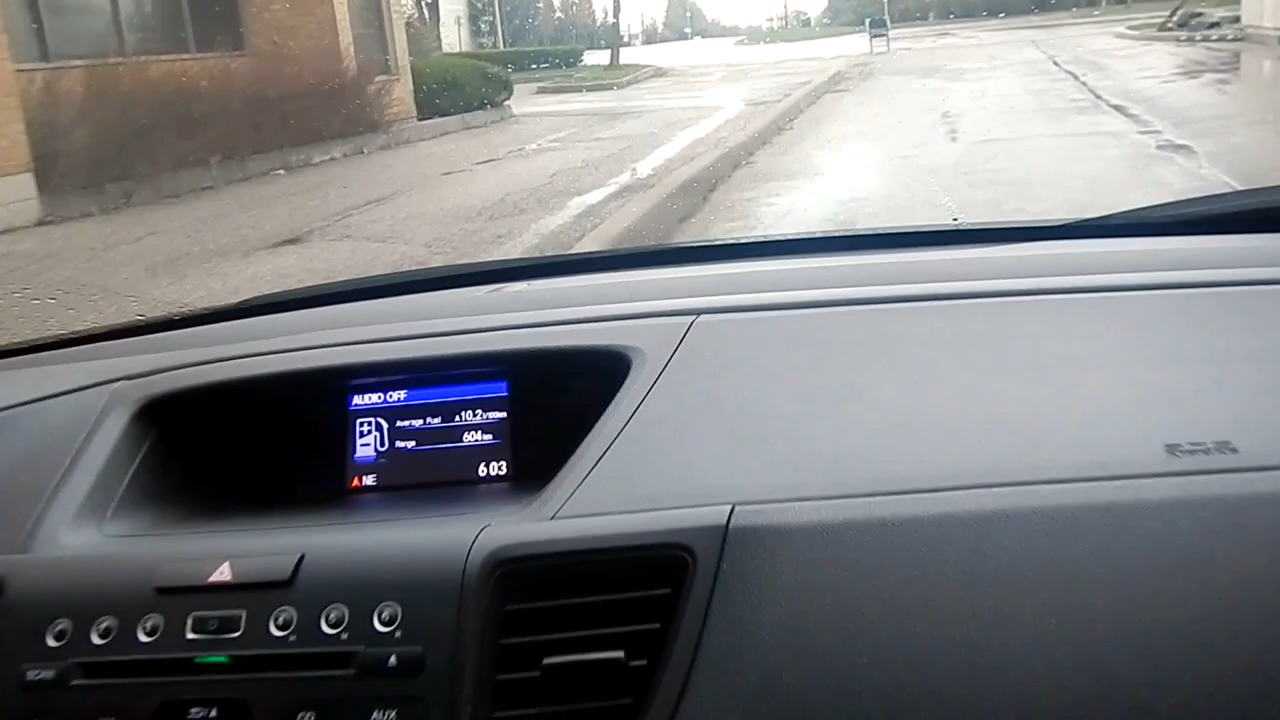 AUDIO OFF
Average Fuel A 10.2 l/100km
Range 604 km
NE 6 03
AUX